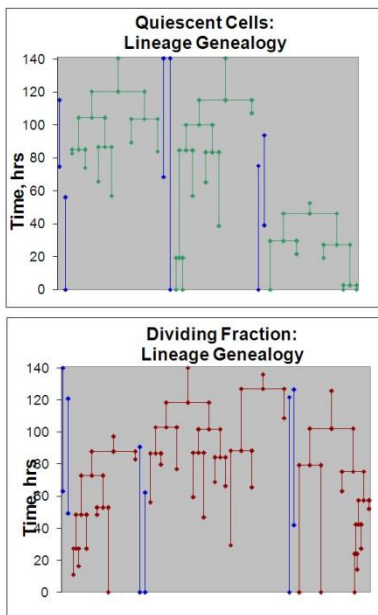 Quiescent Cells:
Lineage Genealogy
Time, hrs
140
120
100
80
60
40
20
0
Dividing Fraction:
Lineage Genealogy
Time, hrs
140
120
100
80
60
40
20
0